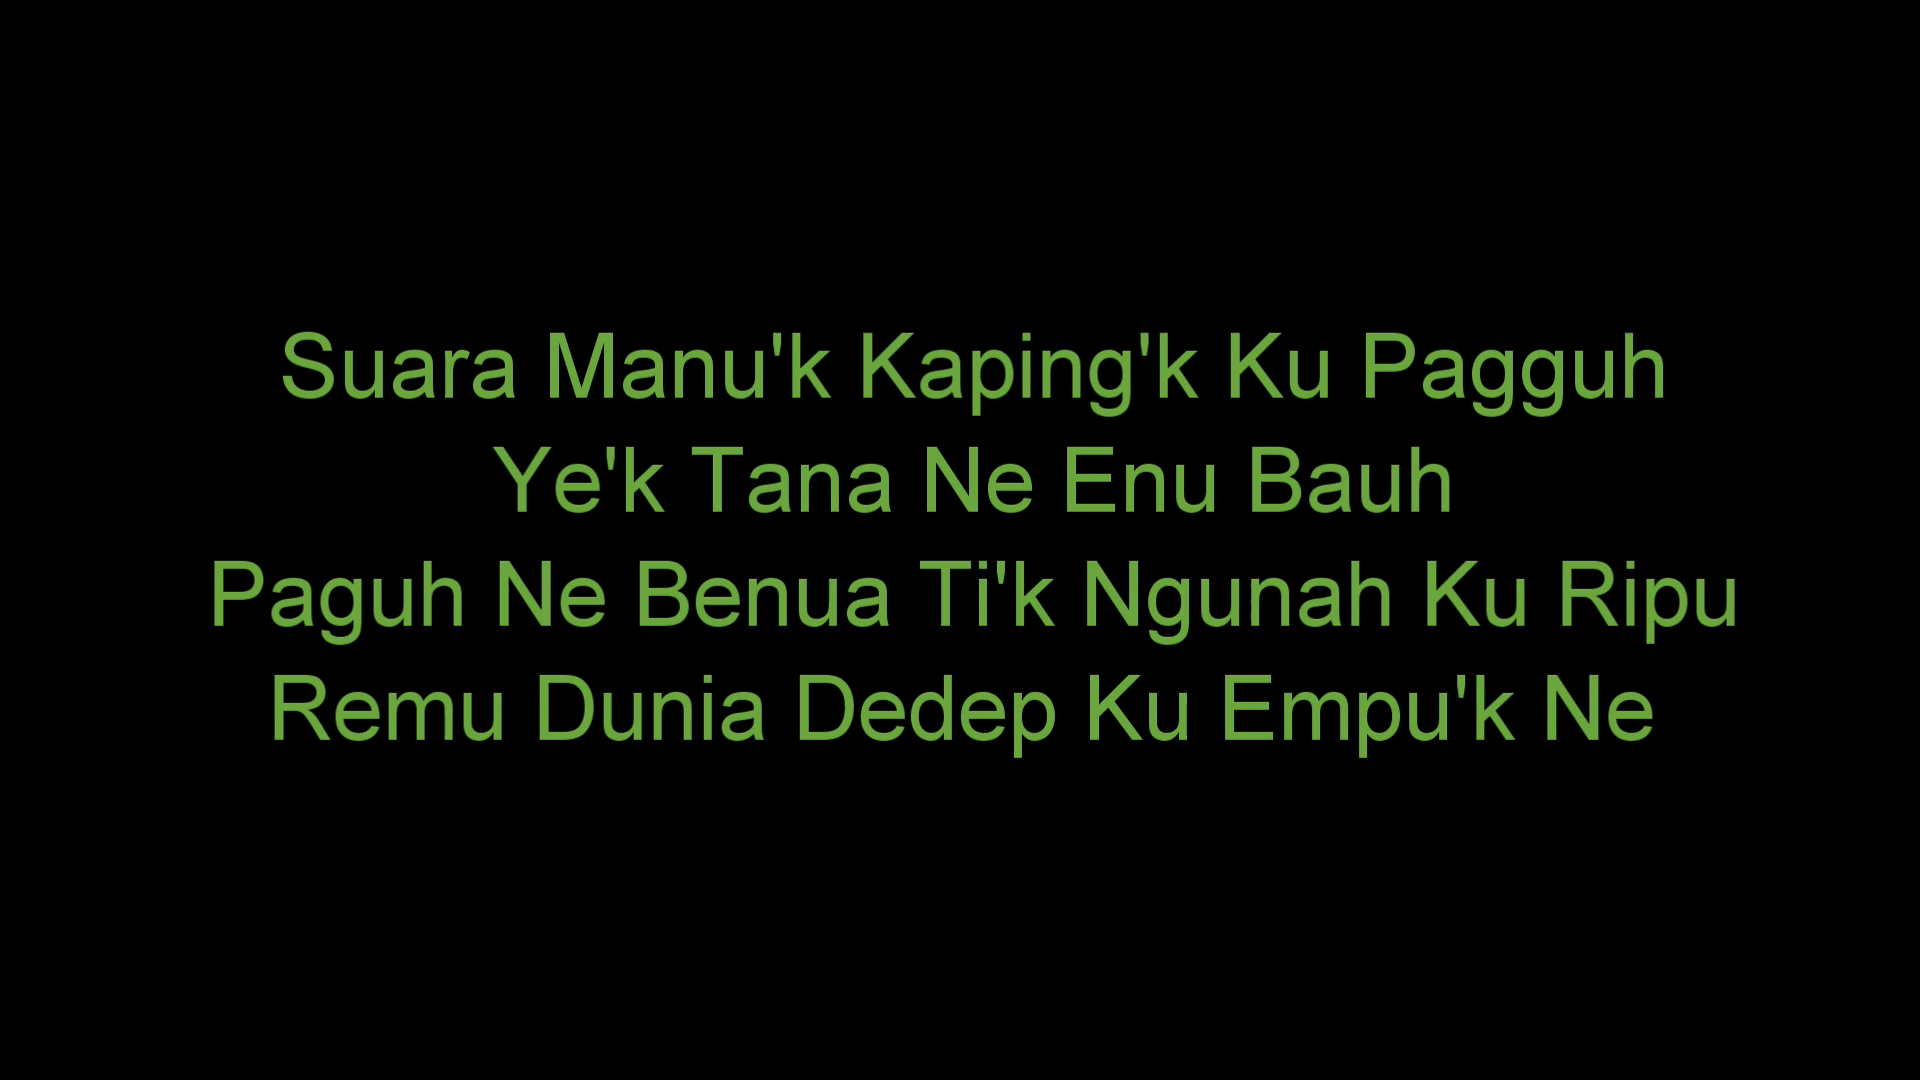 Suara Manu'k Kaping'k Ku Pagguh
Ye'k Tana Ne Enu Bauh
Paguh Ne Benua Ti'k Ngunah Ku Ripu
Remu Dunia Dedep Ku Empu'k Ne